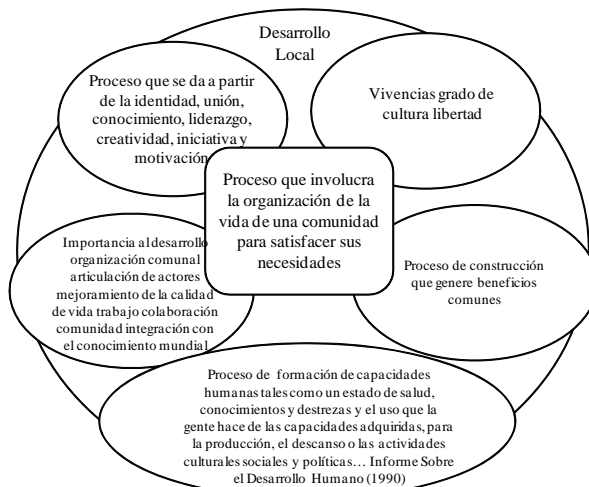 Desarrollo
Local
Proceso que se da a partir
de la identidad, unión,
conocimiento, liderazgo,
creatividad, iniciativa y
motivación
Vivencias grado de
cultura libertad
Proceso que involucra
la organización de la
vida de una comunidad
para satisfacer sus
necesidades
Importancia al desarrollo
organización comunal
articulación de actores
mejoramiento de la calidad
de vida trabajo colaboración
comunidad integración con
el conocimiento mundial
Proceso de construcción
que genere beneficios
comunes
Proceso de formación de capacidades
humanas tales como un estado de salud,
conocimientos y destrezas y el uso que la
gente hace de las capacidades adquiridas, para
la producción, el descanso o las actividades
culturales sociales y políticas… Informe Sobre
el Desarrollo Humano (1990)